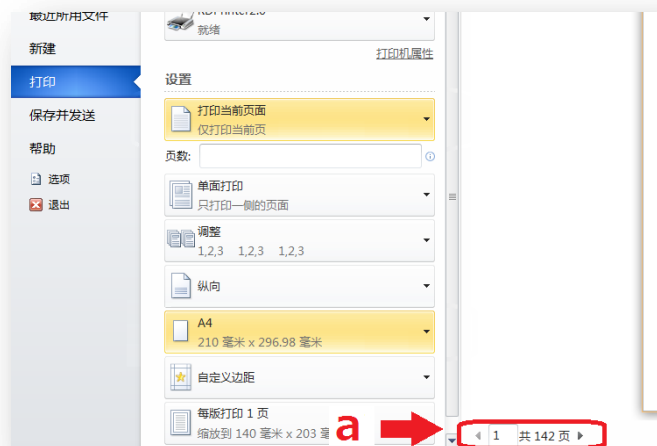 最近所用文件
新建
打印
保存并发送
帮助
选项
退出
就绪
打印机属性
设置
打印当前页面
仅打印当前页
页数:
单面打印
只打印一侧的页面
调整
1,2,3 1,2,3 1,2,3
纵向
A4
210 毫米 x 296.98 毫米
自定义边距
每版打印 1 页
缩放到 140 毫米 x 203
a
1 共 142 页